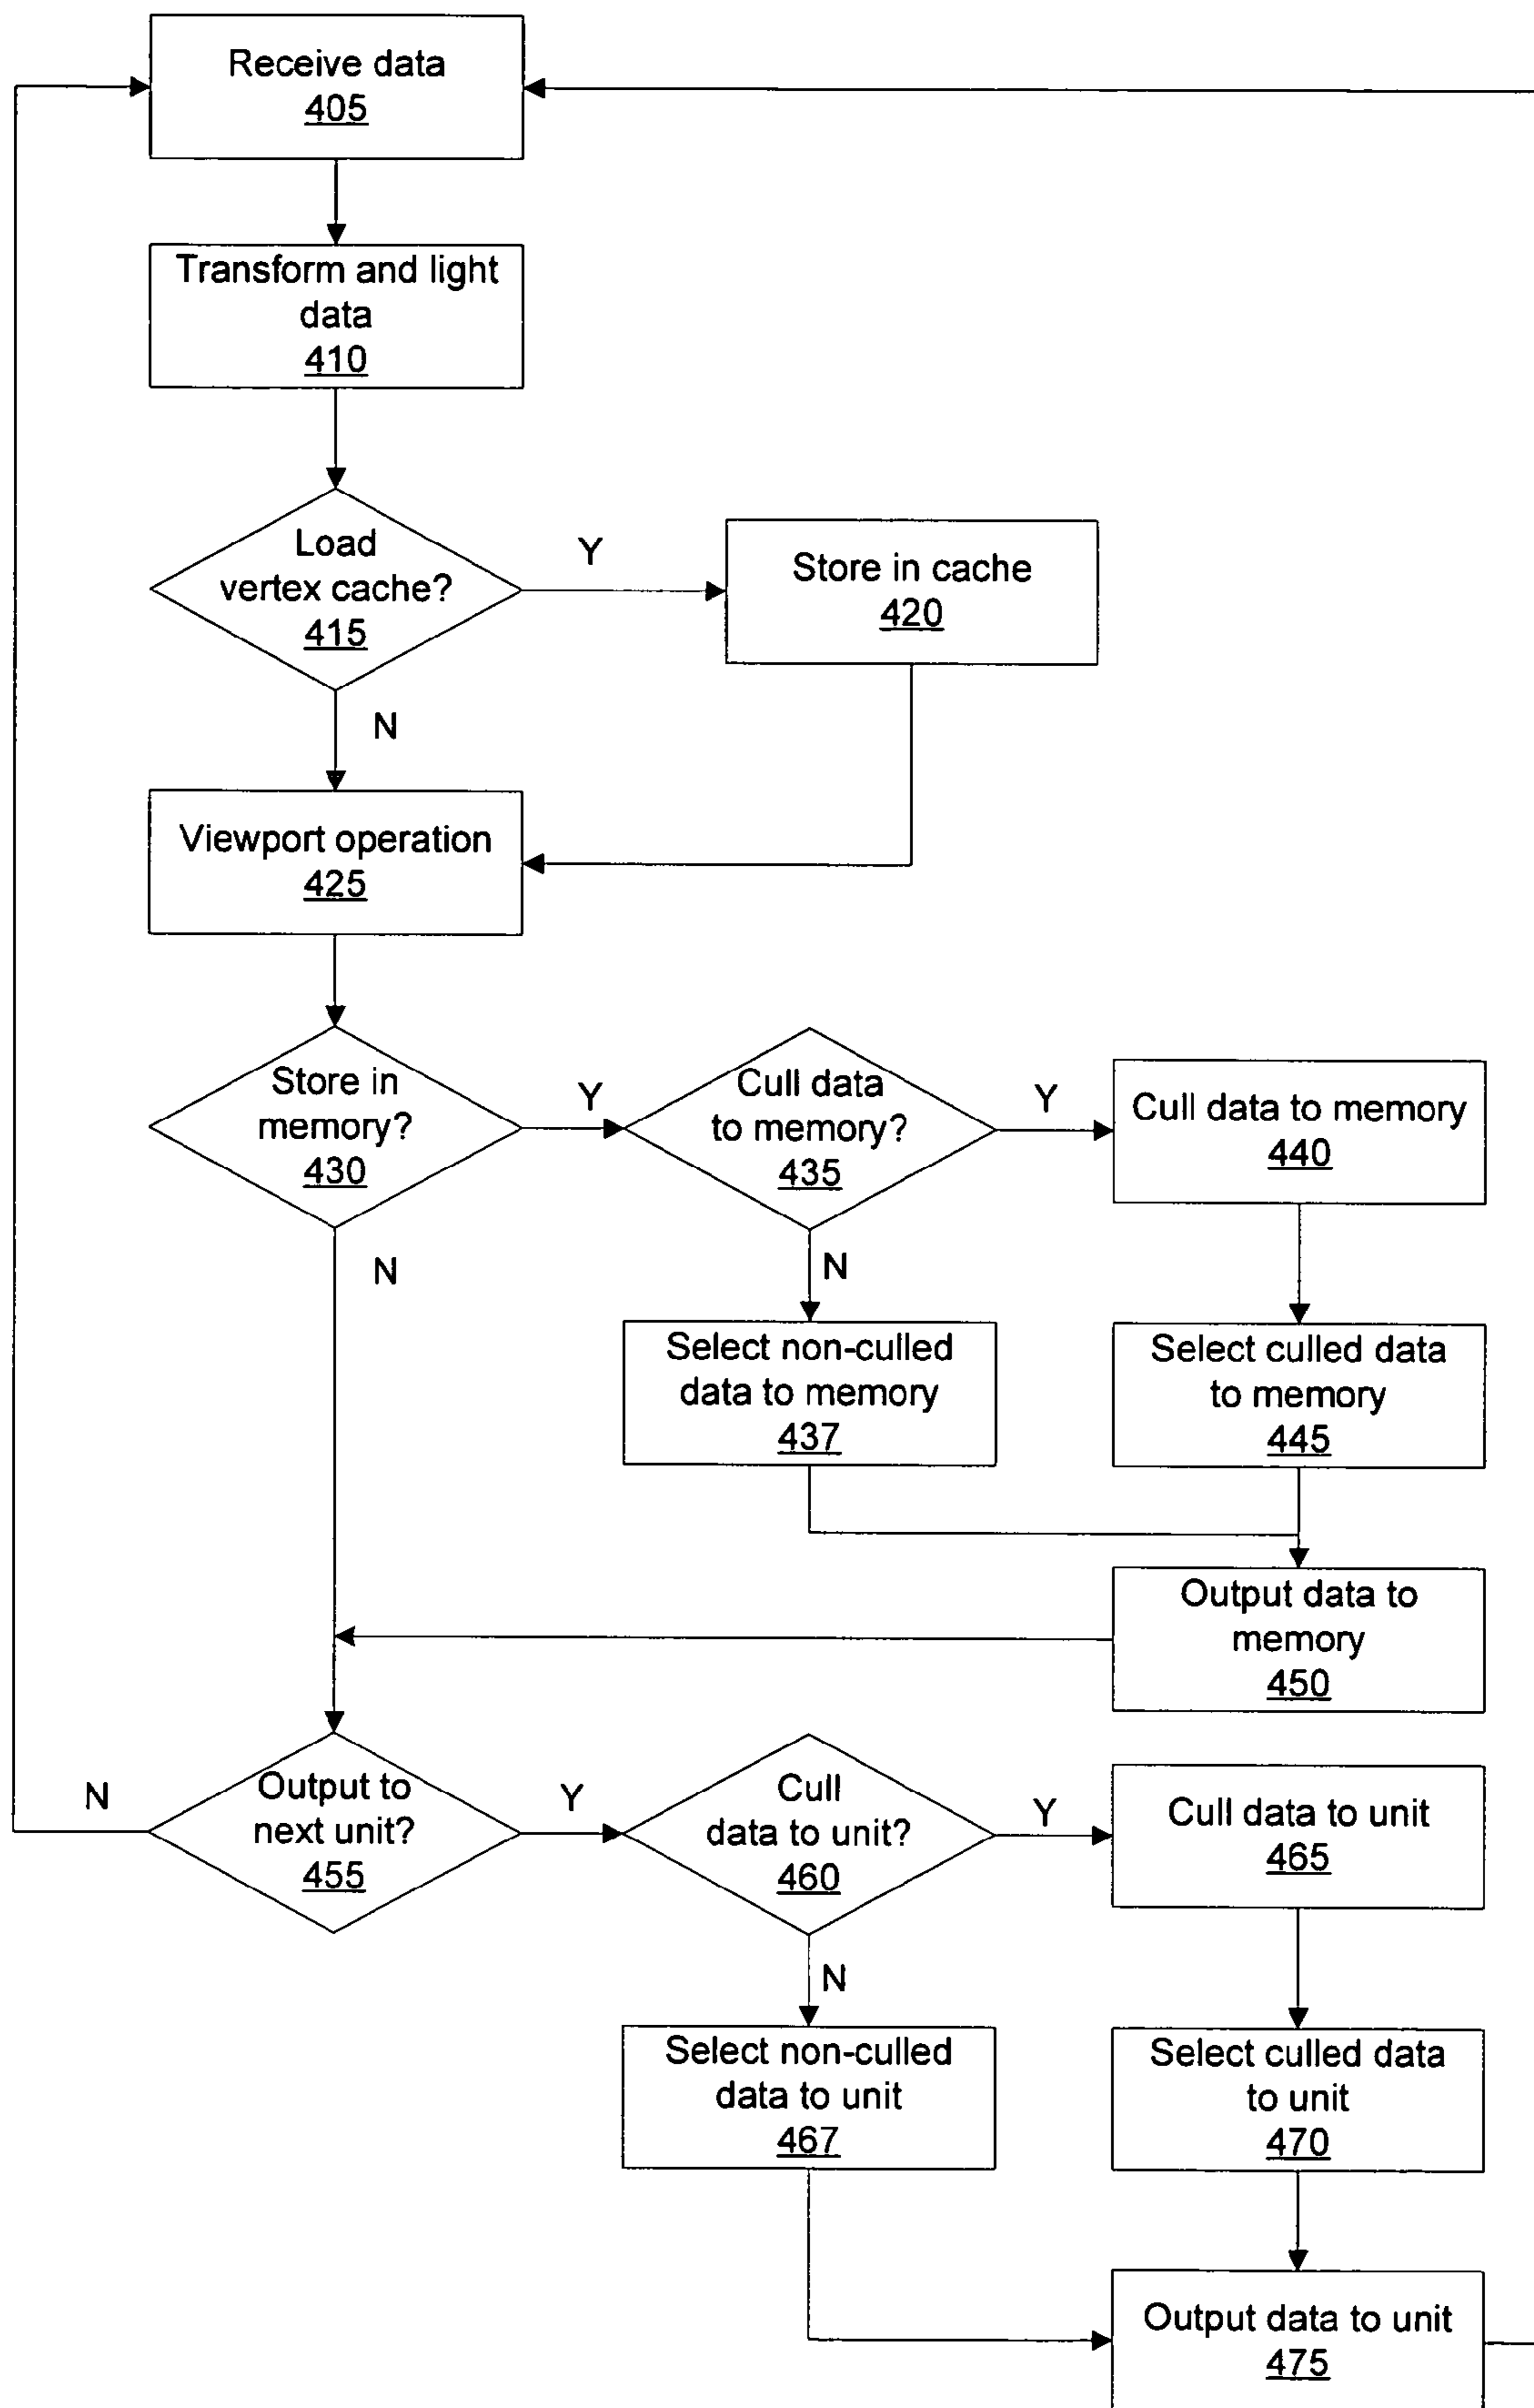 Receive data
405
Transform and light
data
410
Load
vertex cache?
415
Y
N
Store in cache
420
Viewport operation
425
Store in
memory?
430
Y
N
Cull data
to memory?
435
Y
N
Cull data to memory
440
Select non-culled
data to memory
437
Select culled data
to memory
445
Output data to
memory
450
N
Output to
next unit?
455
Y
Cull
data to unit?
460
Y
N
Cull data to unit
465
Select non-culled
data to unit
467
Select culled data
to unit
470
Output data to unit
475